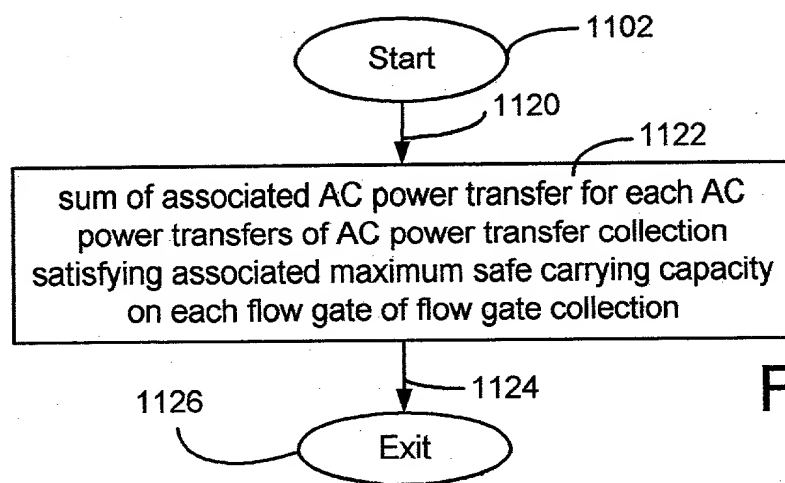 1102
Start
1120
1122
sum of associated AC power transfer for each AC
power transfers of AC power transfer collection
satisfying associated maximum safe carrying capacity
on each flow gate of flow gate collection
1124
F
1126
Exit